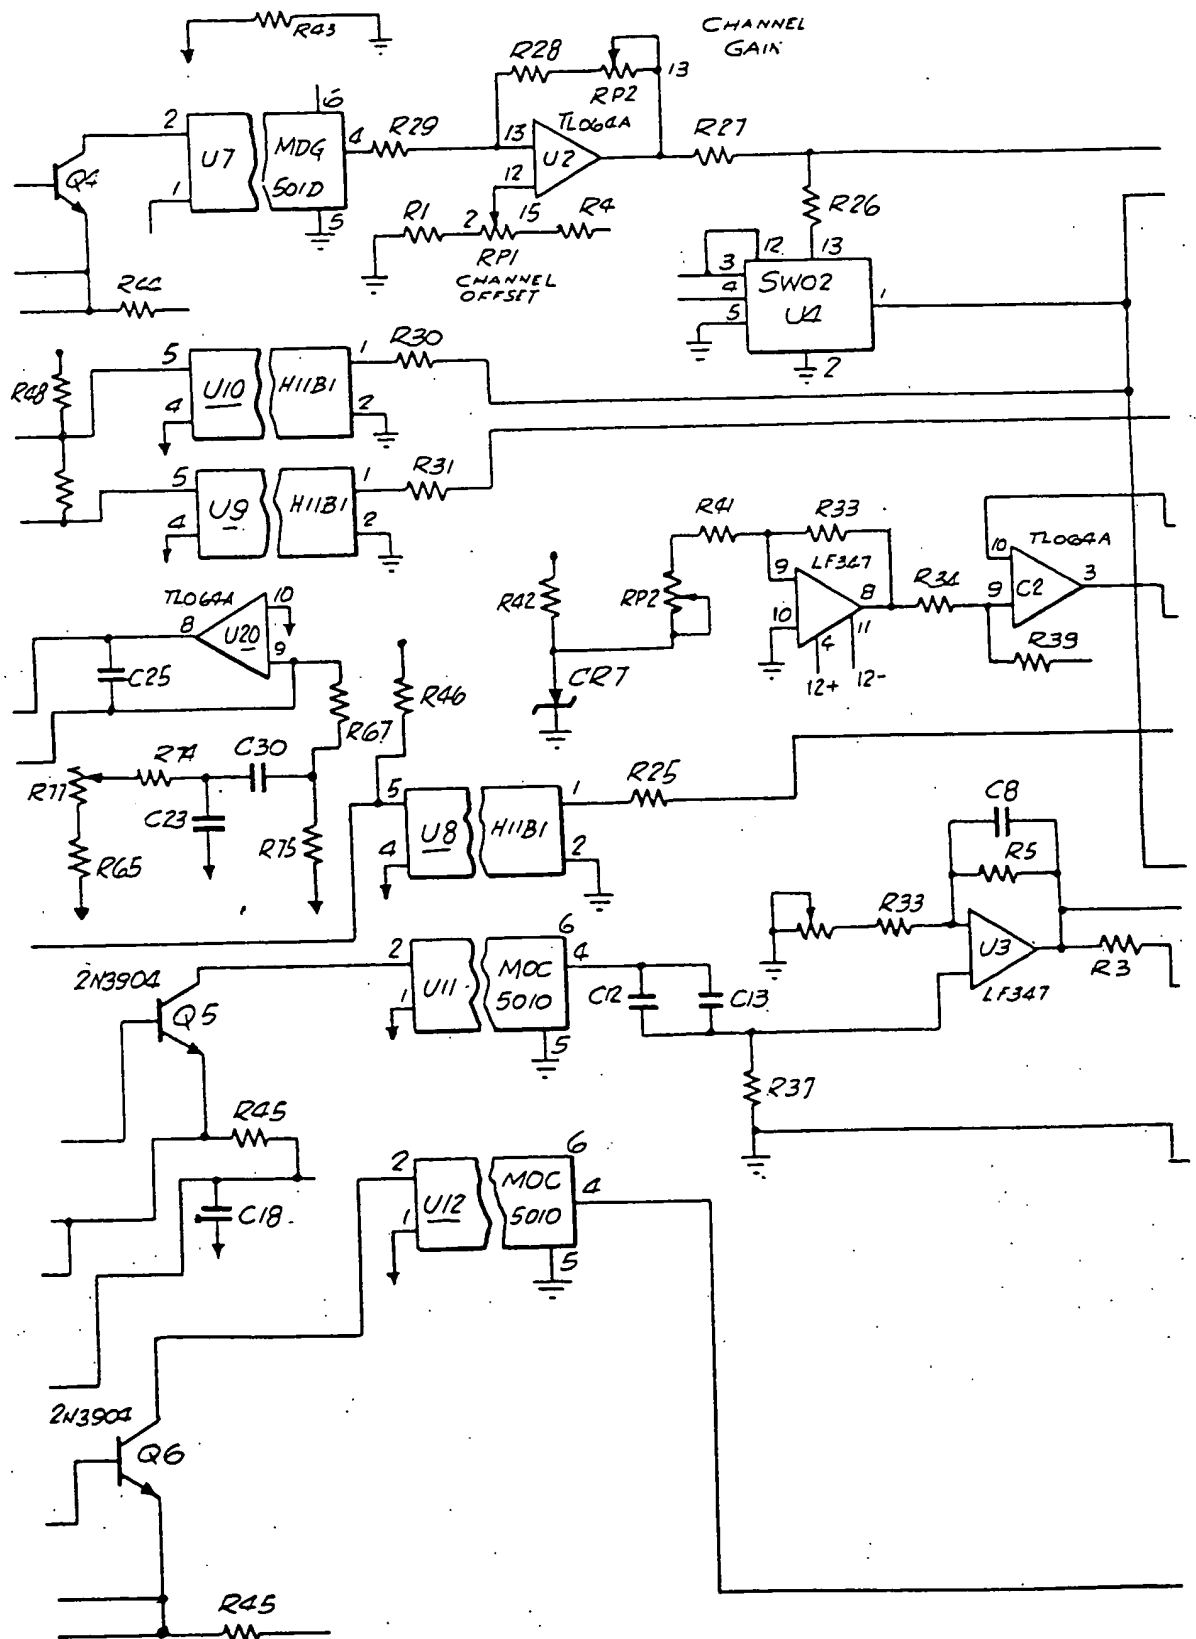 R43
CHANNEL
GAIN
R28
RP2
13
2
U7
MDG
501D
6
4
5
1
Q4
R29
13
12
U2
TL064A
R27
R26
R1
2
15
R4
RP1
CHANNEL
OFFSET
R44
12
13
3
4
5
SW02
U4
1
2
R48
5
4
U10
H11B1
1
2
R30
5
4
U9
H11B1
1
2
R31
R41
R33
LF347
9
10
8
11
4
12+
12-
R42
RP2
CR7
R34
TL064A
10
9
C2
3
R39
TL064A
8
U20
10
9
C25
R67
R46
R74
C30
R77
C23
R75
R65
5
4
U8
H11B1
1
2
R25
C8
R5
R33
U3
LF347
R3
2N3904
Q5
2
1
U11
MOC
5010
6
4
5
C12
C13
R37
R45
C18
2
1
U12
MOC
5010
6
4
5
2N3904
Q6
R45